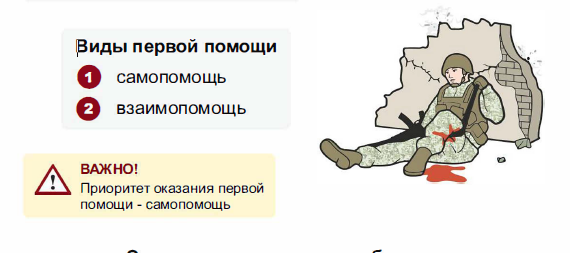 Виды первой помощи
1 самопомощь
2 взаимопомощь
ВАЖНО!
Приоритет оказания первой
помощи - самопомощь